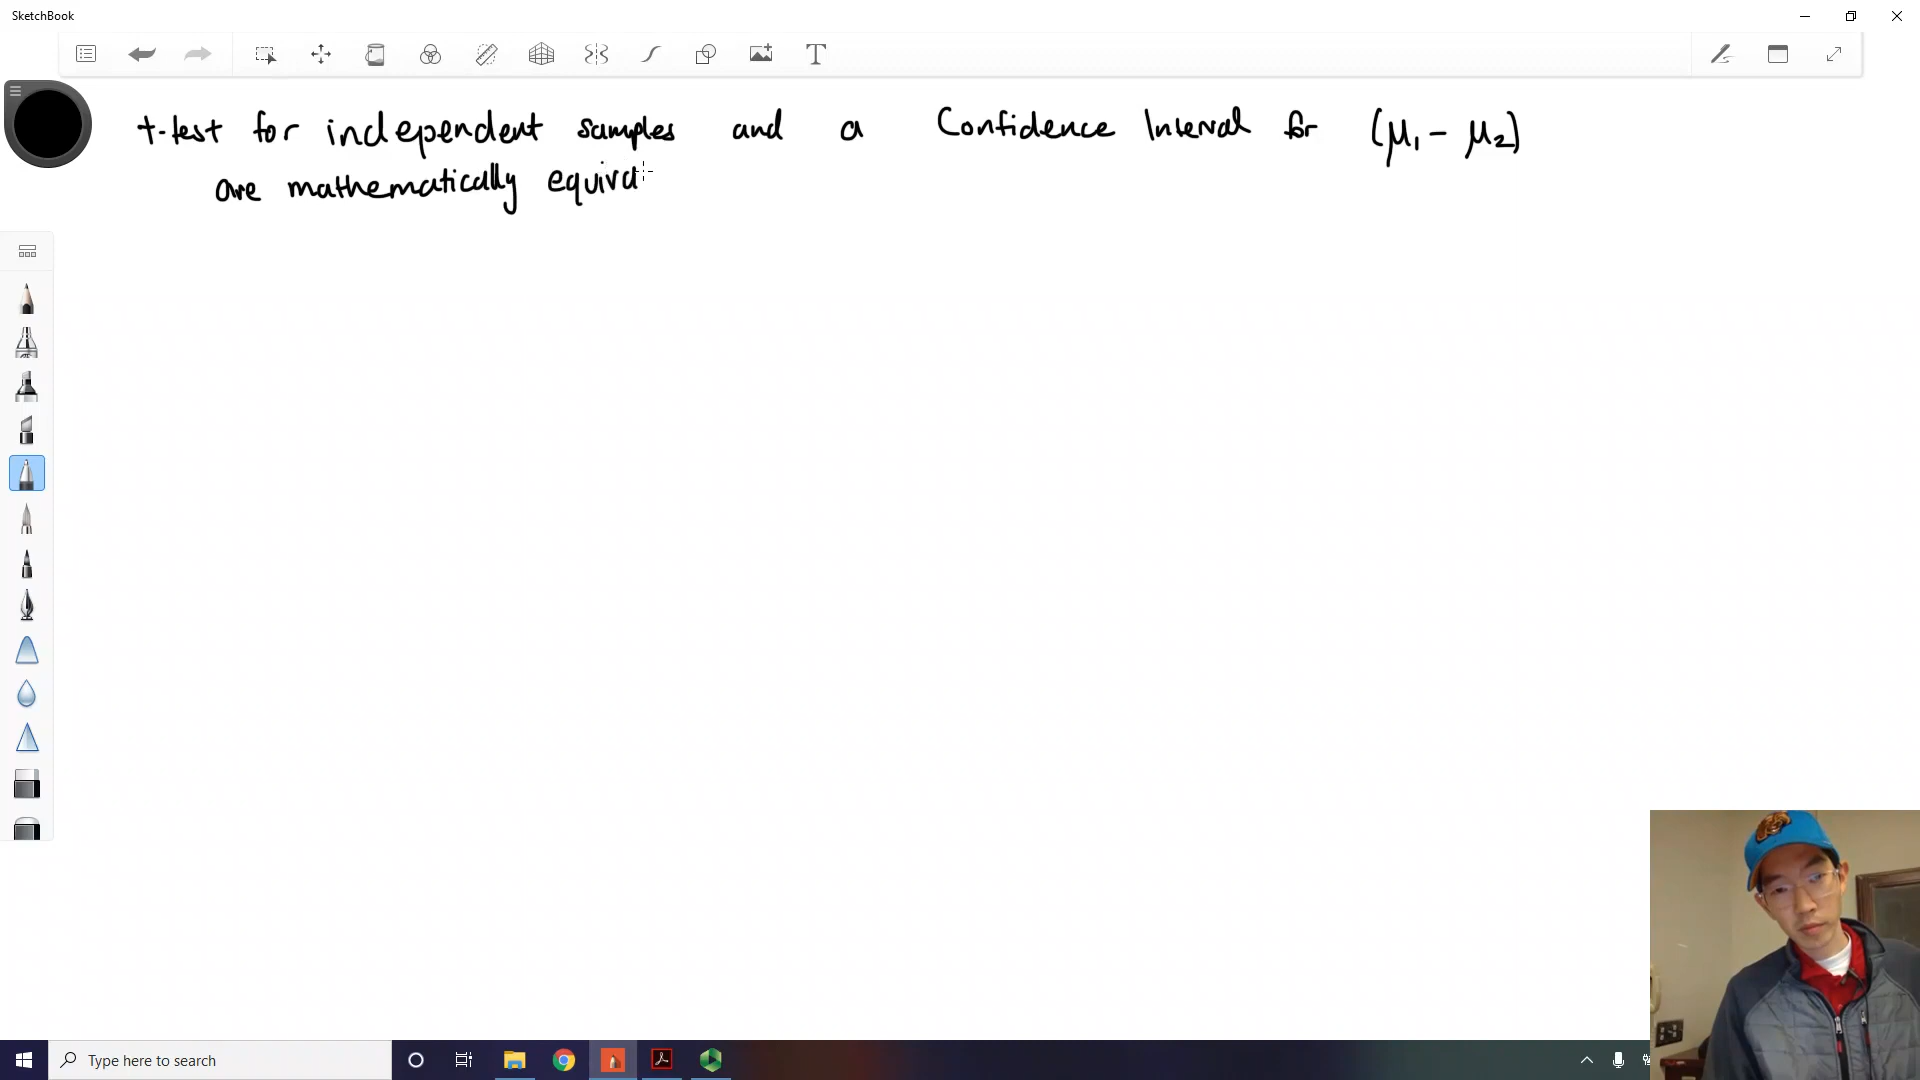 SketchBook
t-test for independent samples and a Confidence Interval for (μ₁ - μ₂)
are mathematically equiva
Type here to search